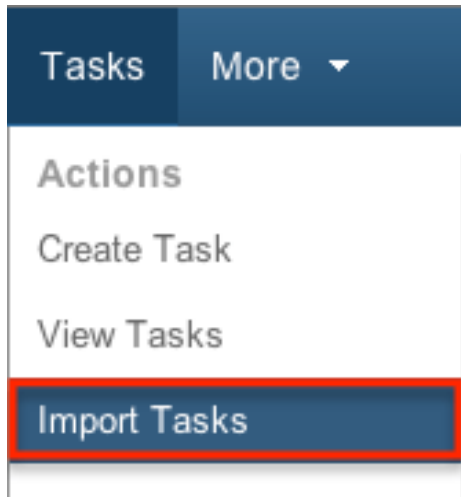 Tasks More
Actions
Create Task
View Tasks
Import Tasks